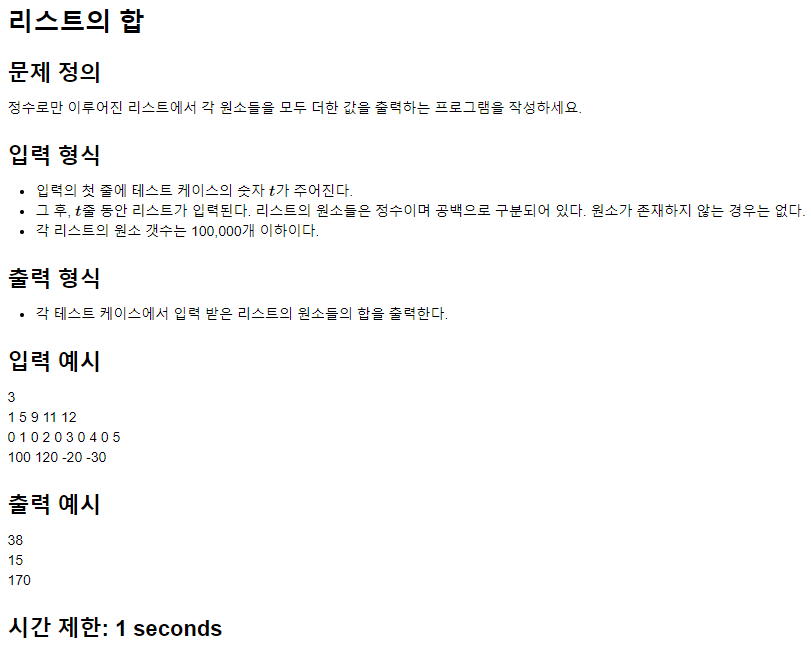 리스트의 합
문제 정의
정수로만 이루어진 리스트에서 각 원소들을 모두 더한 값을 출력하는 프로그램을 작성하세요.
입력 형식
• 입력의 첫 줄에 테스트 케이스의 숫자 t가 주어진다.
• 그 후, t줄 동안 리스트가 입력된다. 리스트의 원소들은 정수이며 공백으로 구분되어 있다. 원소가 존재하지 않는 경우는 없다.
• 각 리스트의 원소 갯수는 100,000개 이하이다.
출력 형식
• 각 테스트 케이스에서 입력 받은 리스트의 원소들의 합을 출력한다.
입력 예시
3
1 5 9 11 12
0 1 0 2 0 3 0 4 0 5
100 120 -20 -30
출력 예시
38
15
170
시간 제한: 1 seconds